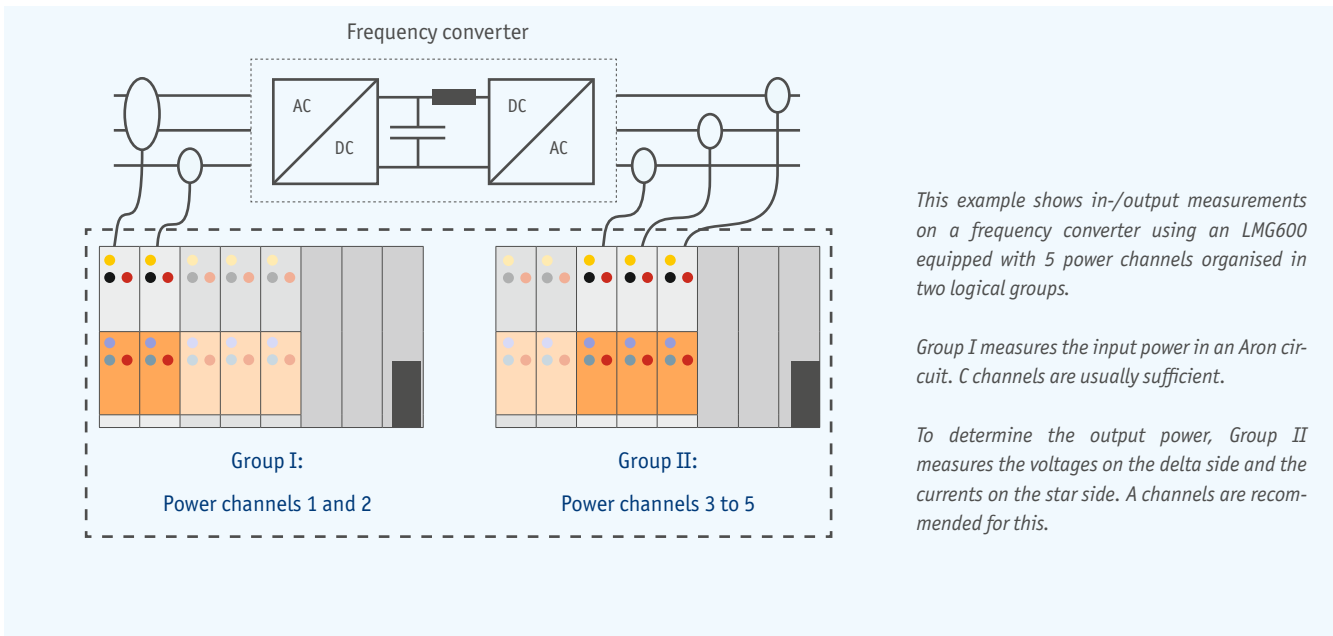 Frequency converter
AC
DC
DC
AC
Group I:
Power channels 1 and 2
Group II:
Power channels 3 to 5
This example shows in-/output measurements
on a frequency converter using an LMG600
equipped with 5 power channels organised in
two logical groups.
Group I measures the input power in an Aron cir-
cuit. C channels are usually sufficient.
To determine the output power, Group II
measures the voltages on the delta side and the
currents on the star side. A channels are recom-
mended for this.